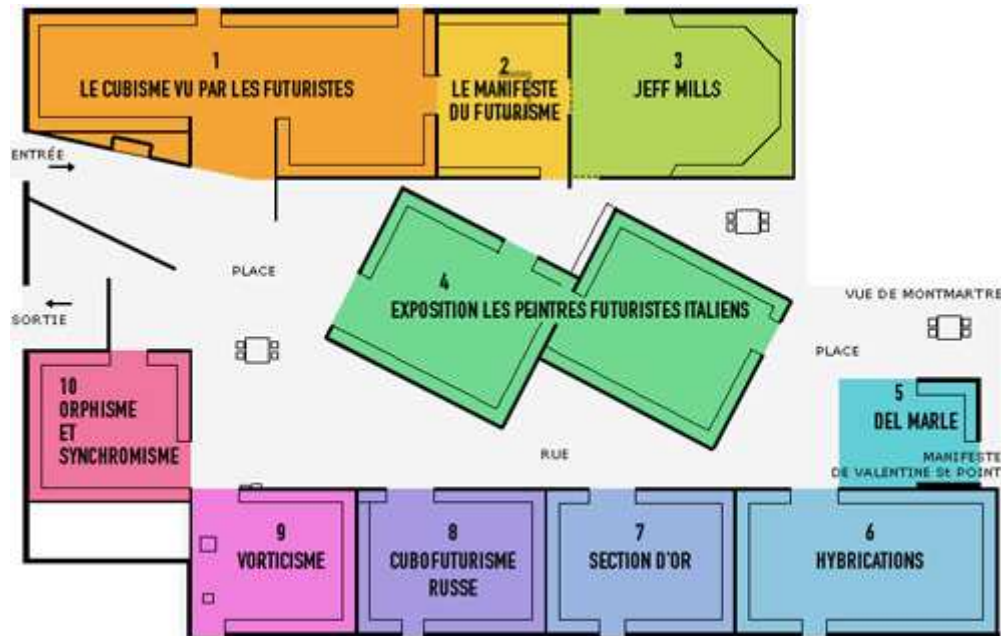 1
LE CUBISME VU PAR LES FUTURISTES
2
LE MANIFESTE
DU FUTURISME
3
JEFF MILLS
ENTRÉE
PLACE
4
EXPOSITION LES PEINTRES FUTURISTES ITALIENS
VUE DE MONTMARTRE
SORTIE
PLACE
10
ORPHISME
ET
SYNCHROMISME
5
DEL MARLE
RUE
MANIFESTE
DE VALENTINE St POINT
9
VORTICISME
8
CUBOFUTURISME
RUSSE
7
SECTION D'OR
6
HYBRICATIONS